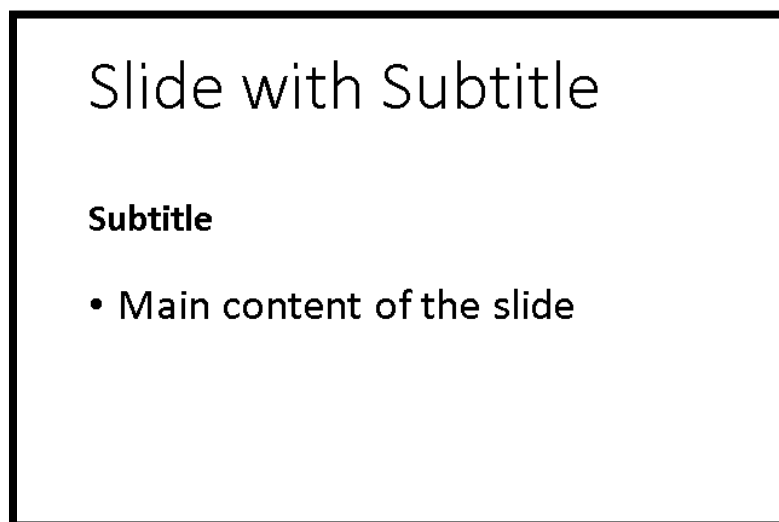 Slide with Subtitle
Subtitle
• Main content of the slide